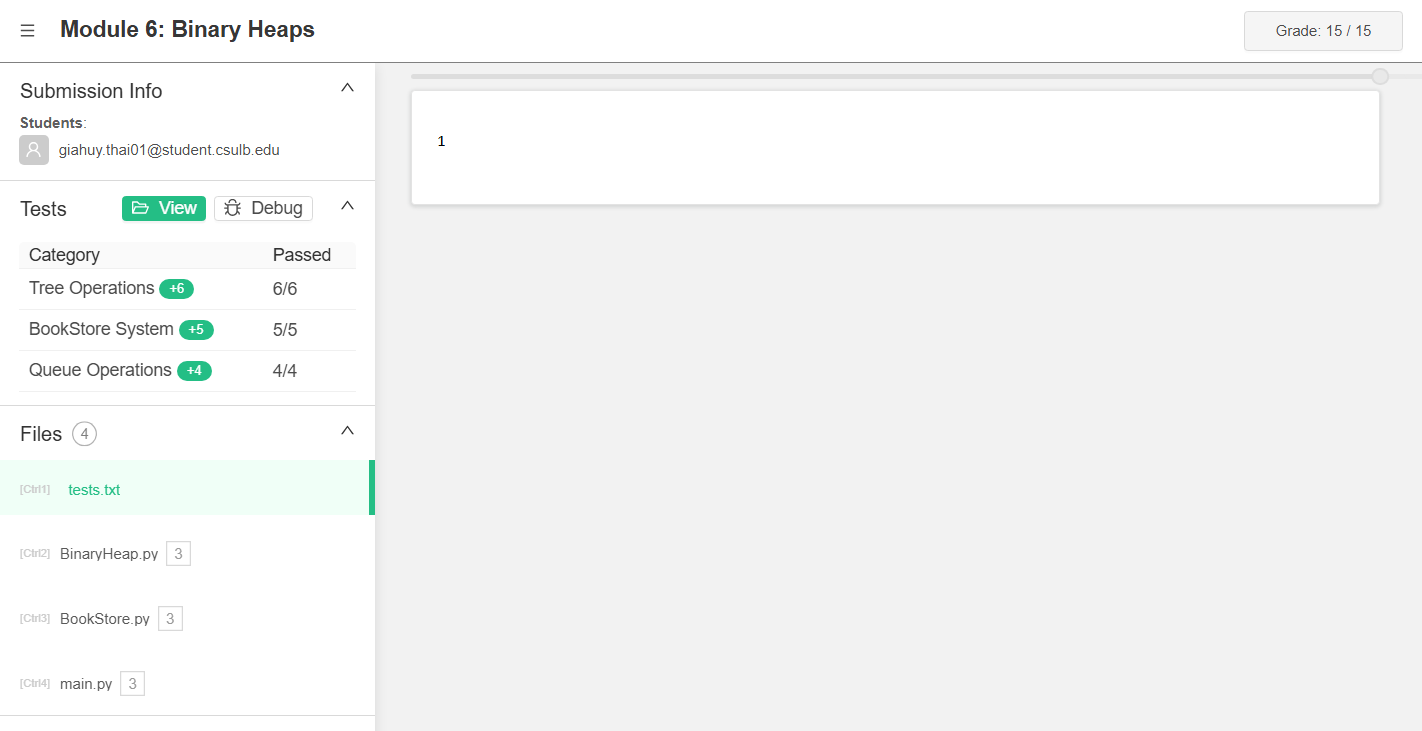 Module 6: Binary Heaps
Grade: 15 / 15
Submission Info
Students:
giahuy.thai01@student.csulb.edu
Tests View Debug
Category Passed
Tree Operations +6 6/6
BookStore System +5 5/5
Queue Operations +4 4/4
Files 4
[Ctrl1] tests.txt
[Ctrl2] BinaryHeap.py 3
[Ctrl3] BookStore.py 3
[Ctrl4] main.py 3
1